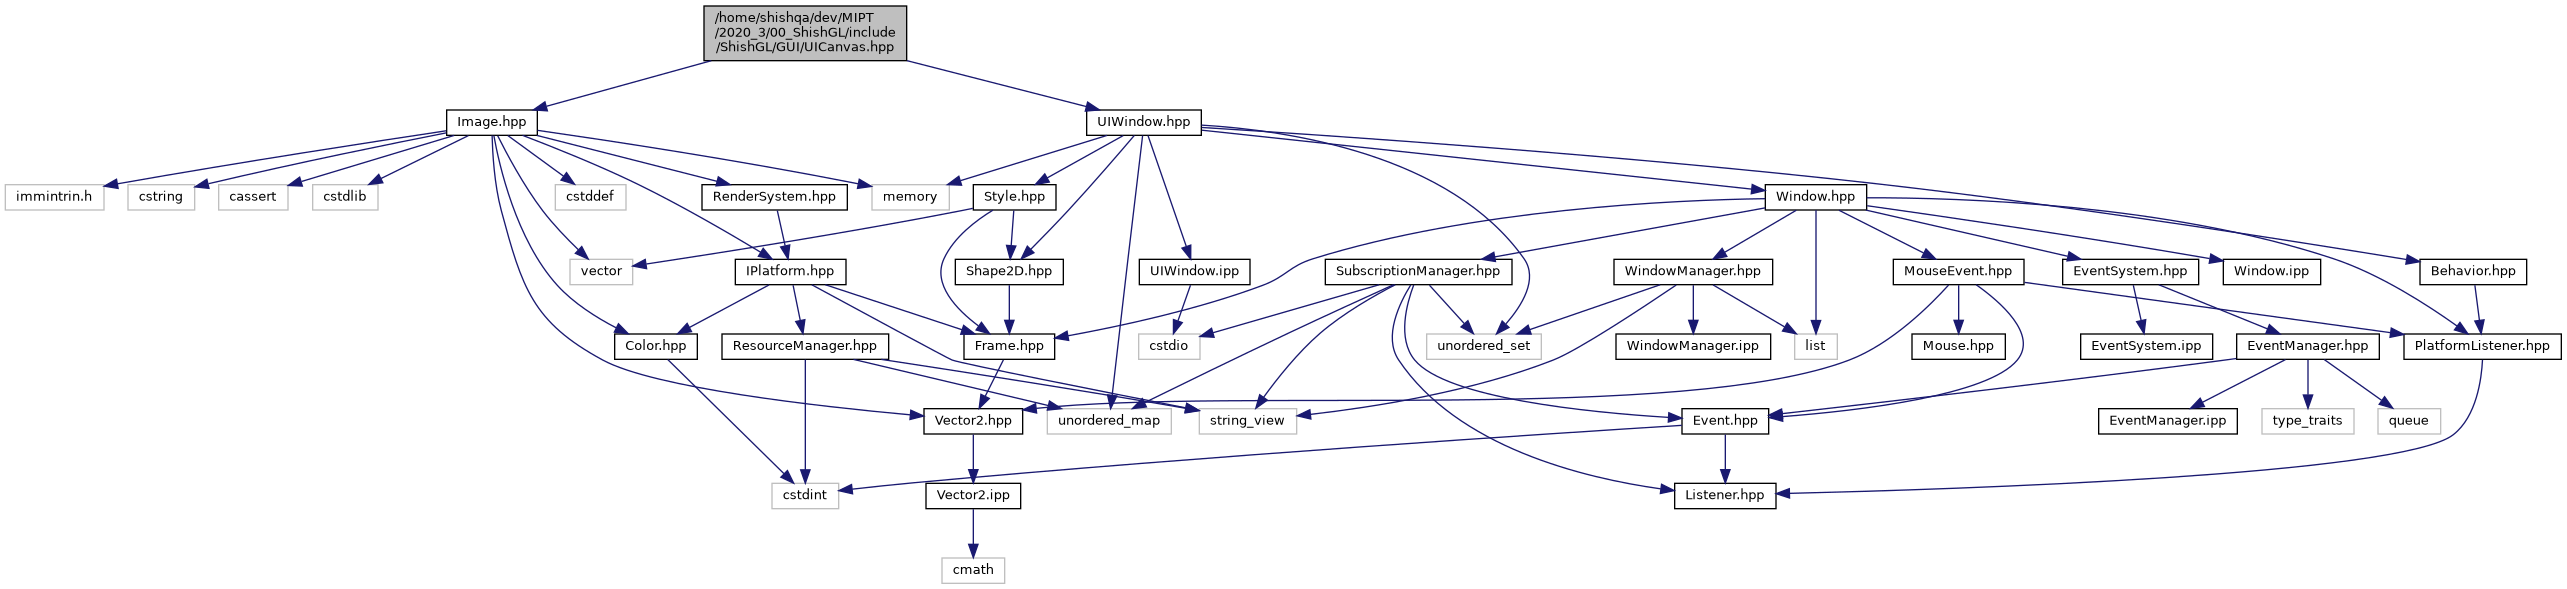 /home/shishqa/dev/MIPT
/2020_3/00_ShishGL/include
/ShishGL/GUI/UICanvas.hpp
Image.hpp
UIWindow.hpp
immintrin.h
cstring
cassert
cstdlib
cstddef
RenderSystem.hpp
memory
Style.hpp
Window.hpp
vector
IPlatform.hpp
Shape2D.hpp
UIWindow.ipp
SubscriptionManager.hpp
WindowManager.hpp
MouseEvent.hpp
EventSystem.hpp
Window.ipp
Behavior.hpp
Color.hpp
ResourceManager.hpp
Frame.hpp
cstdio
unordered_set
WindowManager.ipp
list
Mouse.hpp
EventSystem.ipp
EventManager.hpp
PlatformListener.hpp
Vector2.hpp
unordered_map
string_view
Event.hpp
EventManager.ipp
type_traits
queue
cstdint
Vector2.ipp
Listener.hpp
cmath